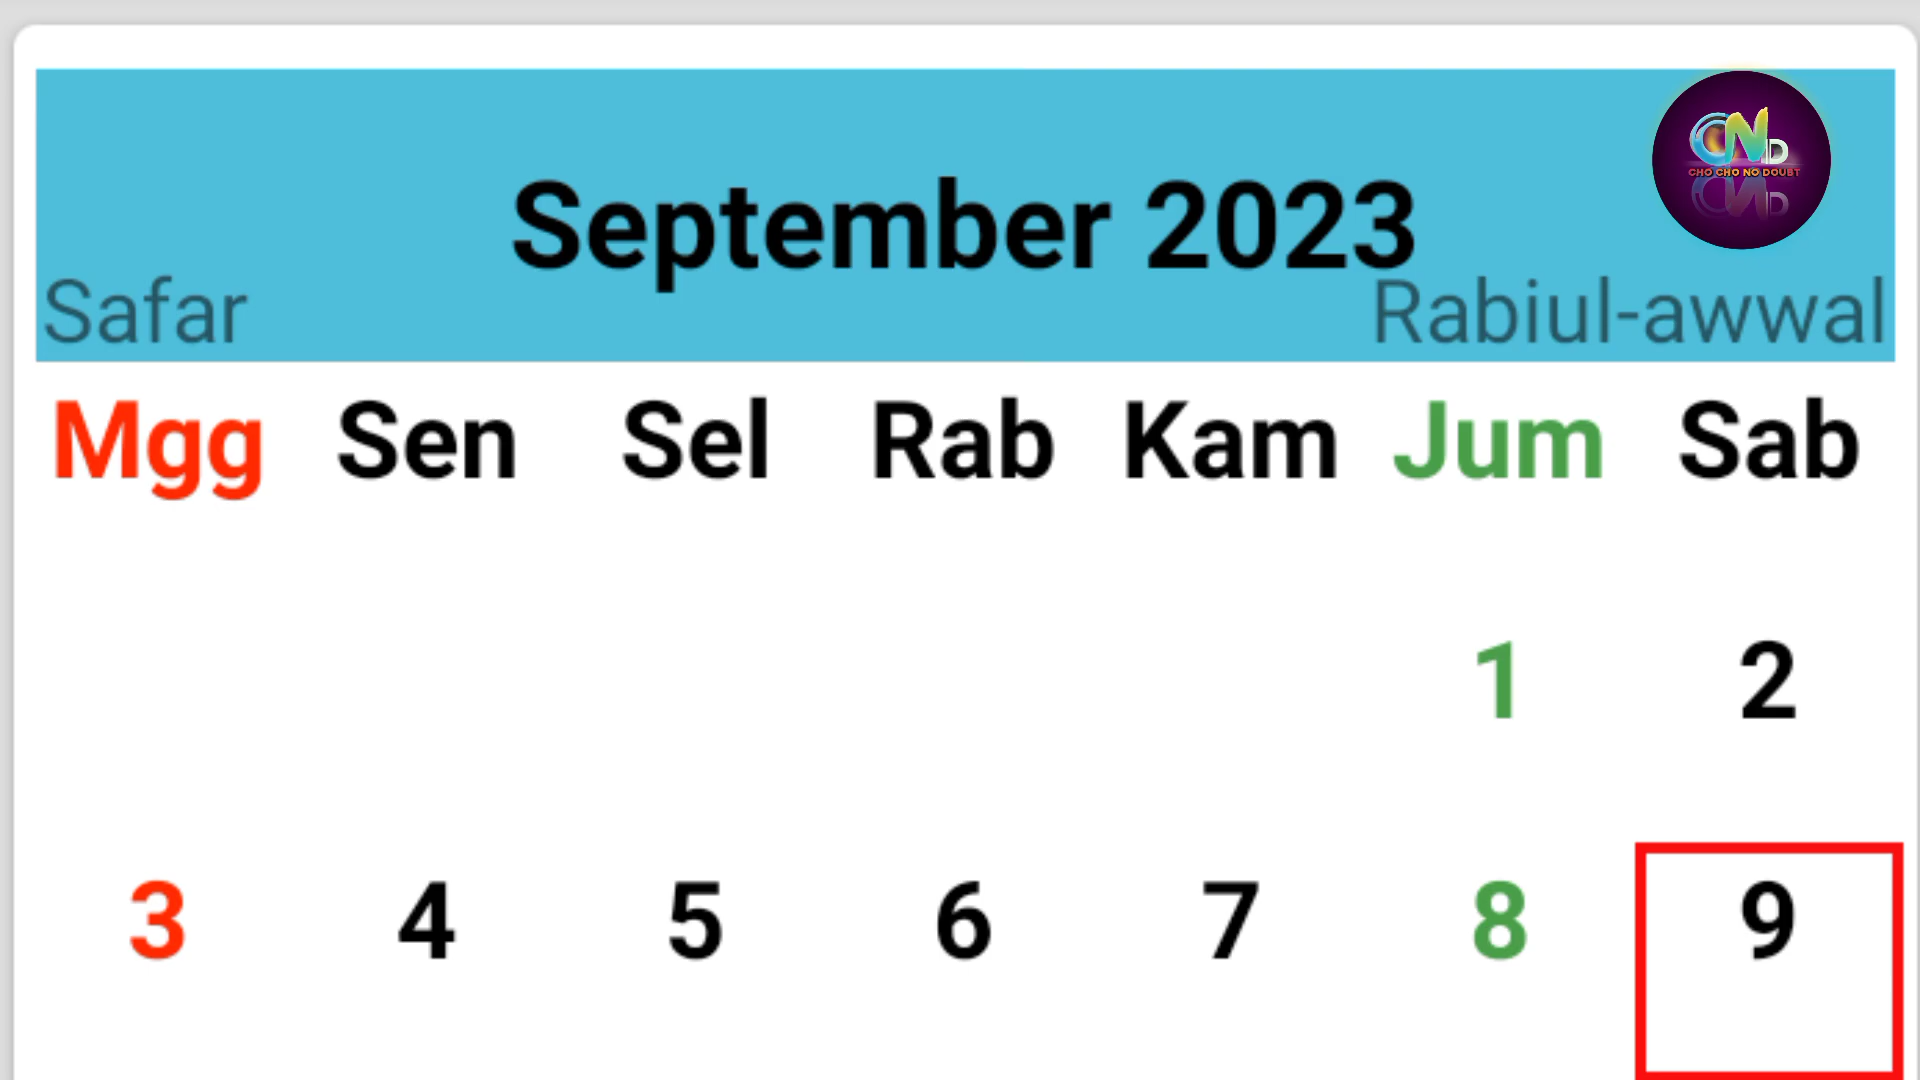 CND
CHO CHO NO DOUBT
September 2023
Safar Rabiul-awwal
Mgg Sen Sel Rab Kam Jum Sab
1 2
3 4 5 6 7 8 9